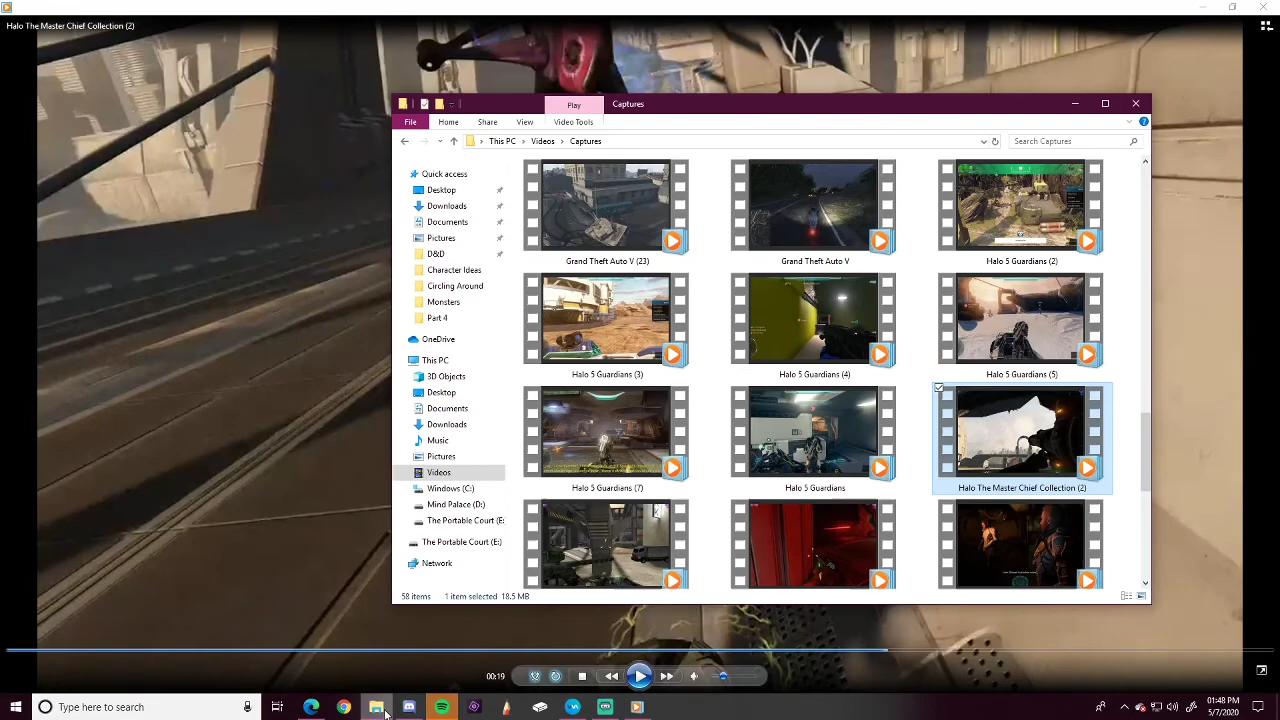 Halo The Master Chief Collection (2)
Play
Captures
File
Home
Share
View
Video Tools
This PC
Videos
Captures
Search Captures
Quick access
Desktop
Downloads
Documents
Pictures
D&D
Character Ideas
Circling Around
Monsters
Part 4
OneDrive
This PC
3D Objects
Desktop
Documents
Downloads
Music
Pictures
Videos
Windows (C:)
Mind Palace (D:)
The Portable Court (E:
The Portable Court (E:)
Network
Grand Theft Auto V (23)
Grand Theft Auto V
Halo 5 Guardians (2)
Halo 5 Guardians (3)
Halo 5 Guardians (4)
Halo 5 Guardians (5)
Halo 5 Guardians (7)
Halo 5 Guardians
Halo The Master Chief Collection (2)
58 items
1 item selected 18.5 MB
00:19
Type here to search
01:48 PM
5/7/2020